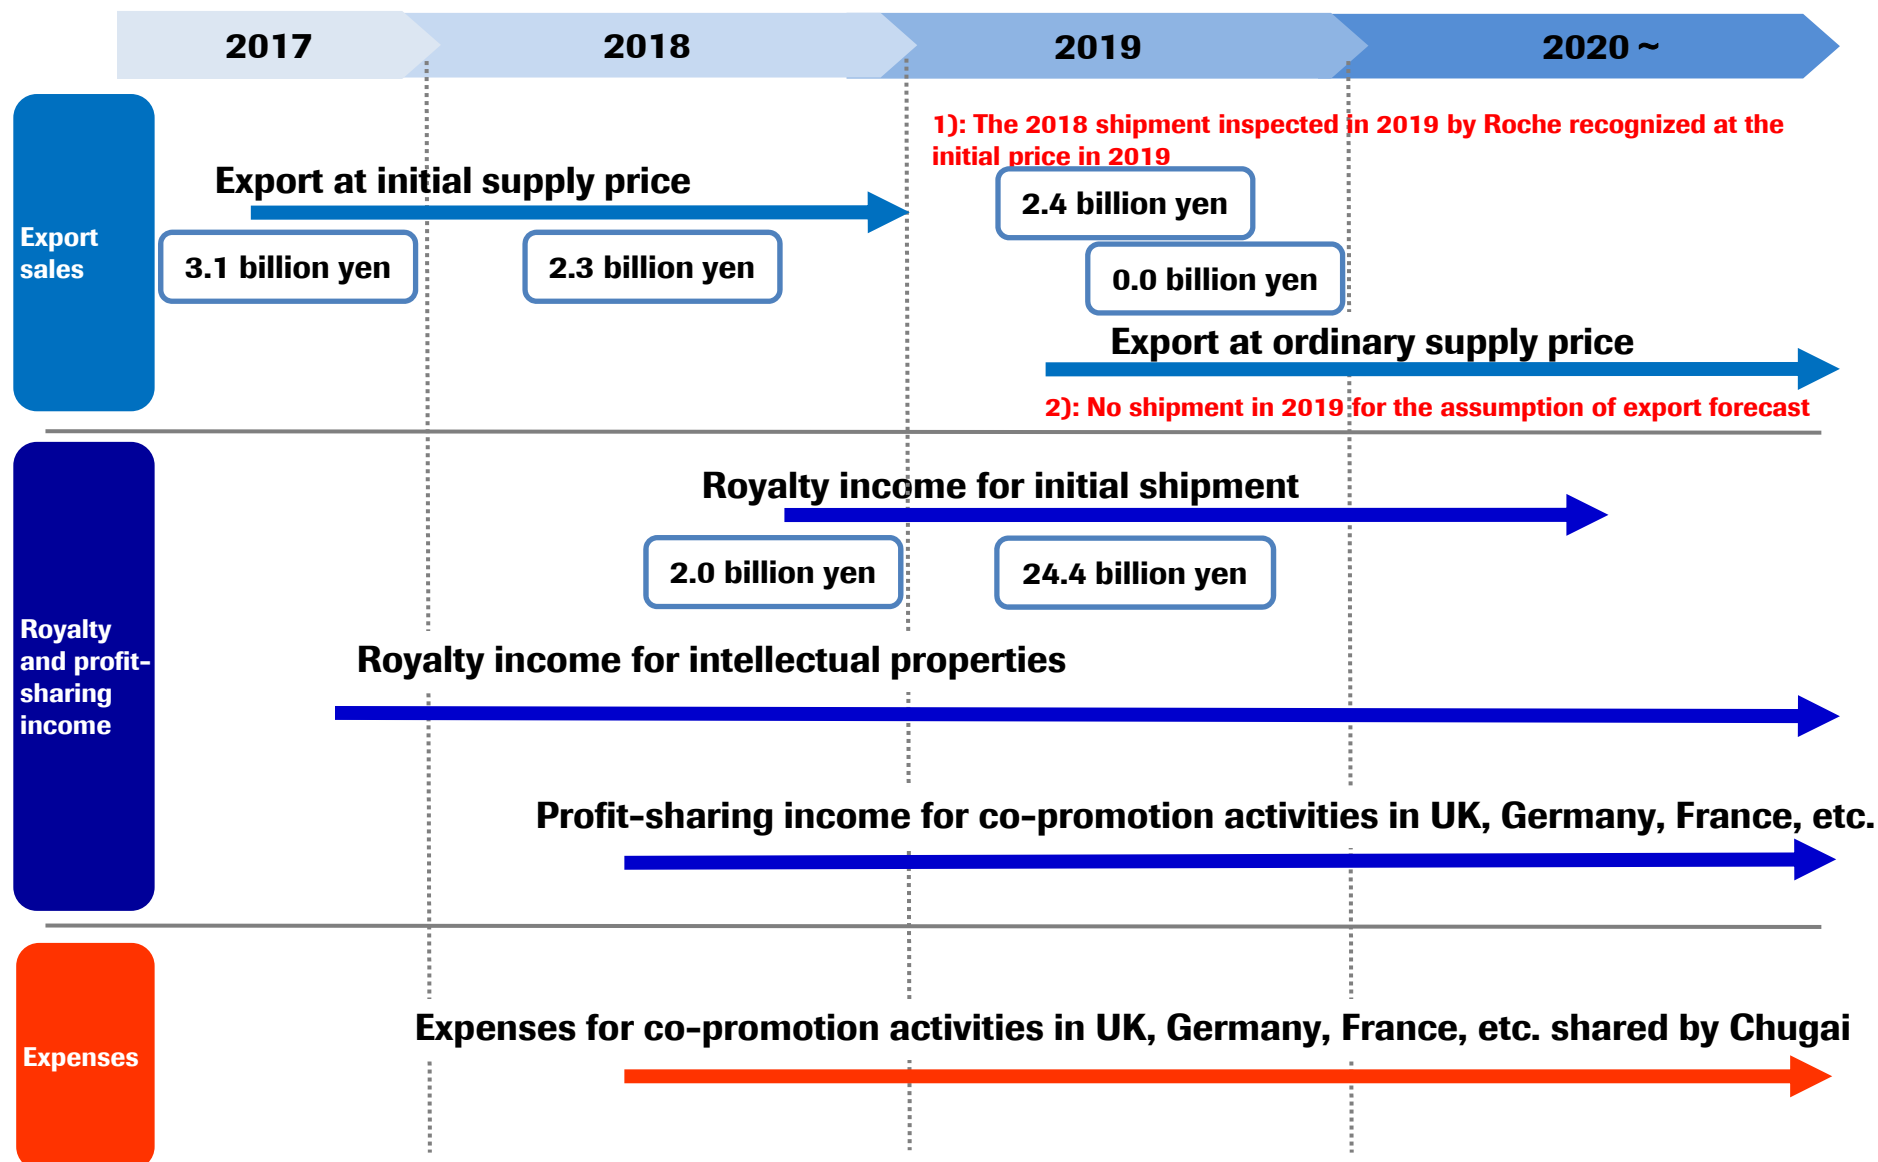 2017
2018
2019
2020 ~
1): The 2018 shipment inspected in 2019 by Roche recognized at the
initial price in 2019
Export at initial supply price
2.4 billion yen
Export
sales
3.1 billion yen
2.3 billion yen
0.0 billion yen
Export at ordinary supply price
2): No shipment in 2019 for the assumption of export forecast
Royalty income for initial shipment
2.0 billion yen
24.4 billion yen
Royalty
and profit-
sharing
income
Royalty income for intellectual properties
Profit-sharing income for co-promotion activities in UK, Germany, France, etc.
Expenses for co-promotion activities in UK, Germany, France, etc. shared by Chugai
Expenses